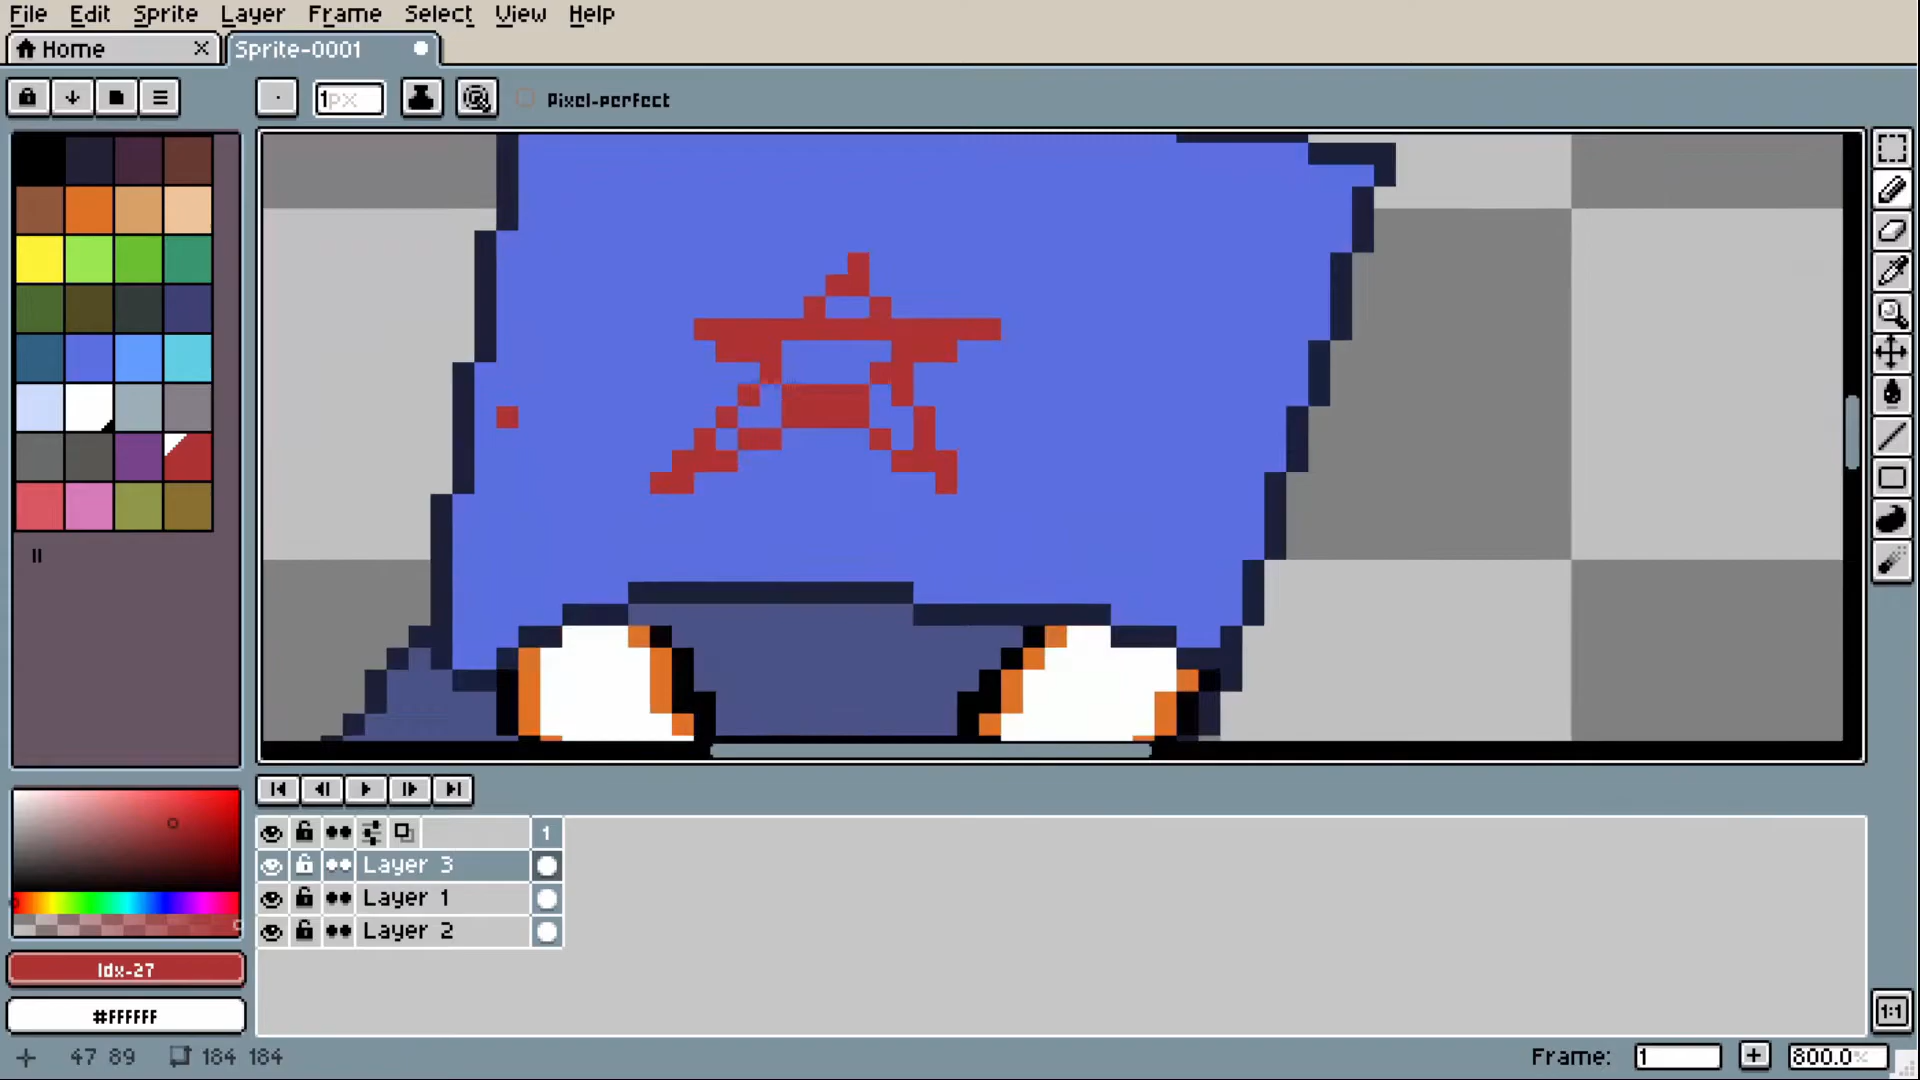 File Edit Sprite Layer Frame Select View Help
Home Sprite-0001
1px Pixel-perfect
1
Layer 3
Layer 1
Layer 2
Idx-27
#FFFFFF
47 89 184 184 Frame: 1 800.0%
1:1